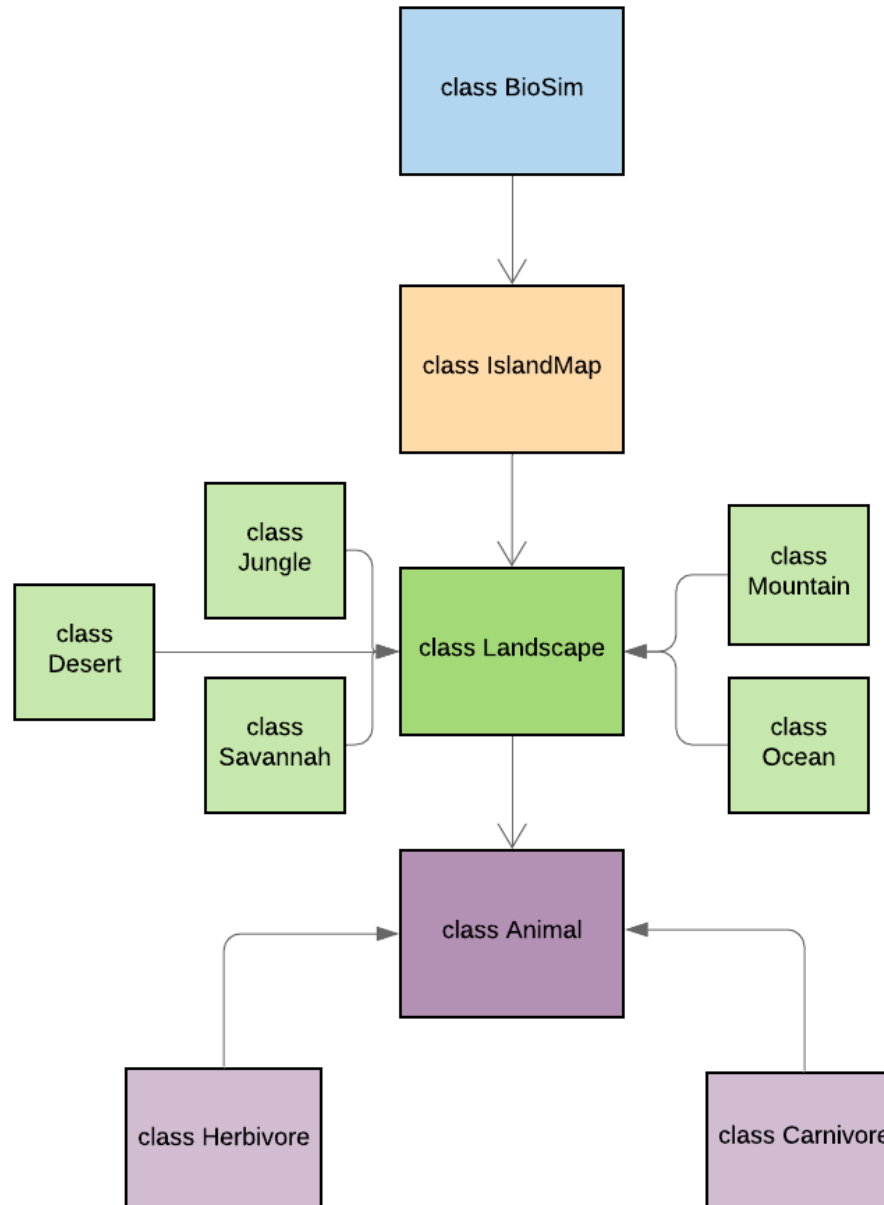 class BioSim
class IslandMap
class
Jungle
class
Mountain
class
Desert
class Landscape
class
Savannah
class
Ocean
class Animal
class Herbivore
class Carnivore